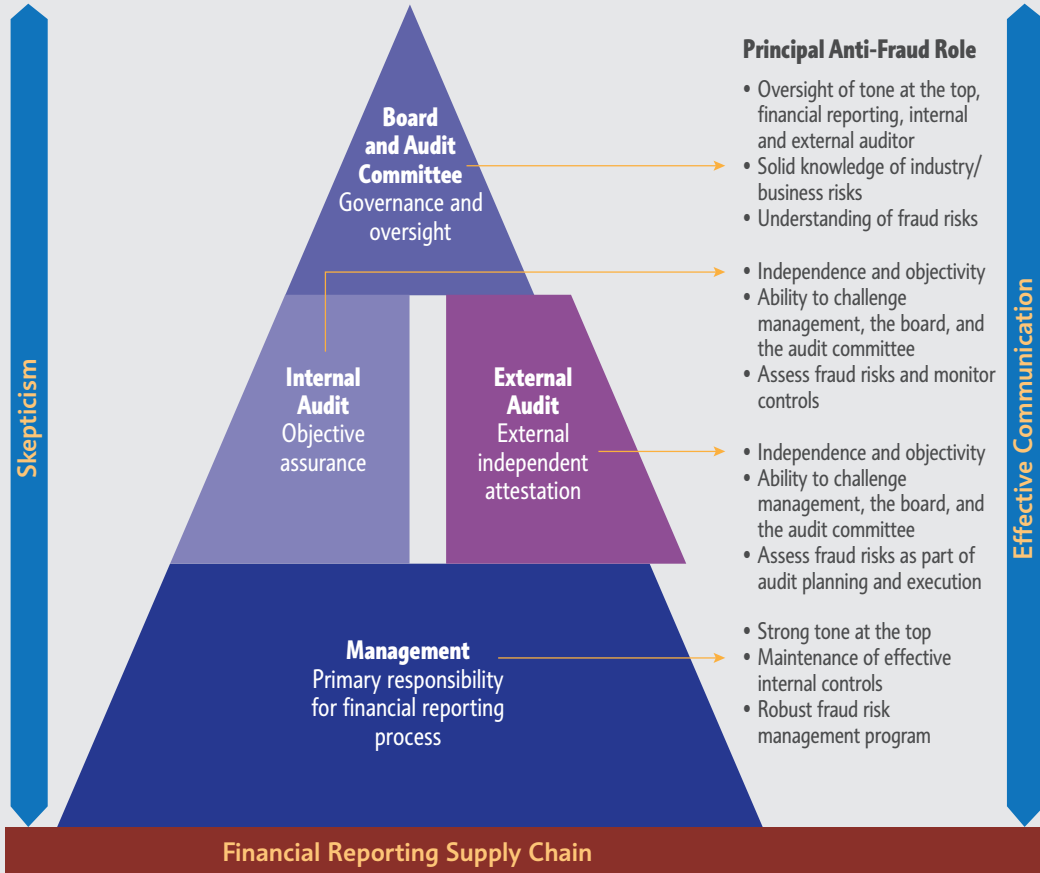 Skepticism
Board
and Audit
Committee
Governance and
oversight
Internal
Audit
Objective
assurance
External
Audit
External
independent
attestation
Management
Primary responsibility
for financial reporting
process
Principal Anti-Fraud Role
• Oversight of tone at the top,
financial reporting, internal
and external auditor
• Solid knowledge of industry/
business risks
• Understanding of fraud risks
• Independence and objectivity
• Ability to challenge
management, the board, and
the audit committee
• Assess fraud risks and monitor
controls
• Independence and objectivity
• Ability to challenge
management, the board, and
the audit committee
• Assess fraud risks as part of
audit planning and execution
• Strong tone at the top
• Maintenance of effective
internal controls
• Robust fraud risk
management program
Effective Communication
Financial Reporting Supply Chain